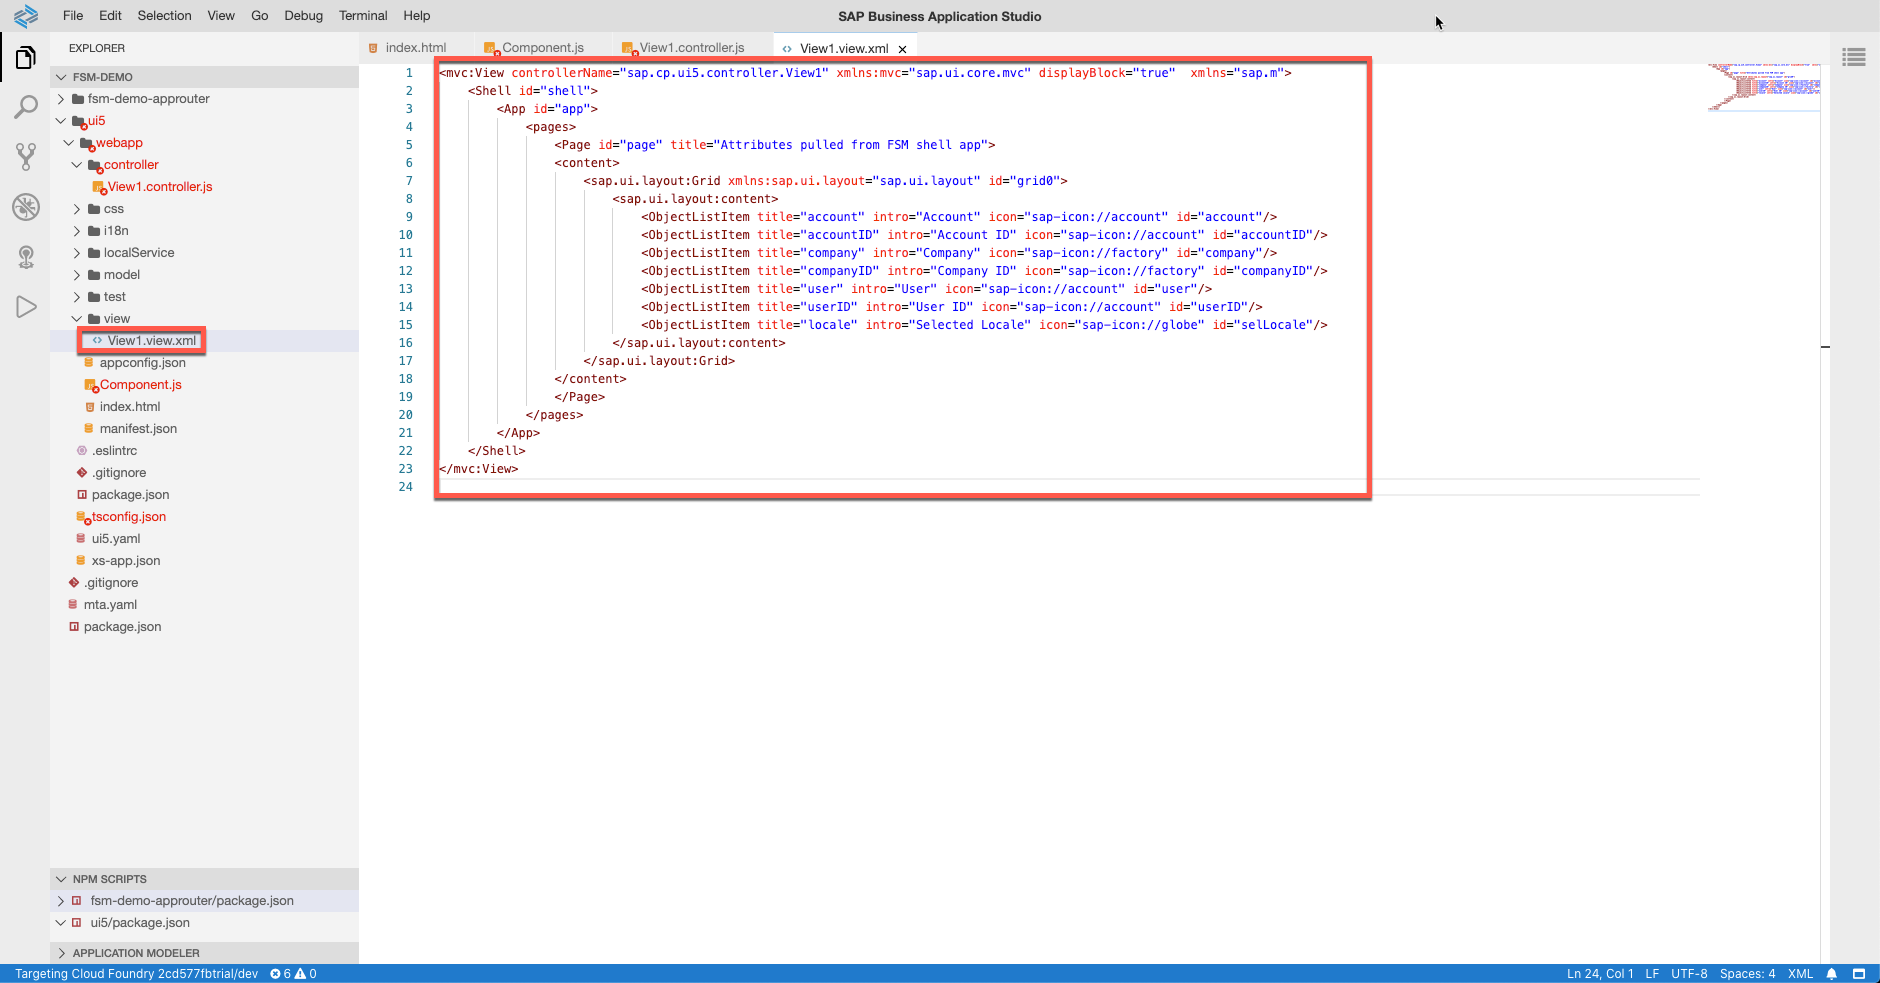 File Edit Selection View Go Debug Terminal Help
SAP Business Application Studio
EXPLORER
FSM-DEMO
fsm-demo-approuter
ui5
webapp
controller
View1.controller.js
css
i18n
localService
model
test
view
View1.view.xml
appconfig.json
Component.js
index.html
manifest.json
.eslintrc
.gitignore
package.json
tsconfig.json
ui5.yaml
xs-app.json
.gitignore
mta.yaml
package.json
NPM SCRIPTS
fsm-demo-approuter/package.json
ui5/package.json
APPLICATION MODELER
index.html Component.js View1.controller.js View1.view.xml
1 <mvc:View controllerName="sap.cp.ui5.controller.View1" xmlns:mvc="sap.ui.core.mvc" displayBlock="true"  xmlns="sap.m">
2 <Shell id="shell">
3 <App id="app">
4 <pages>
5 <Page id="page" title="Attributes pulled from FSM shell app">
6 <content>
7 <sap.ui.layout:Grid xmlns:sap.ui.layout="sap.ui.layout" id="grid0">
8 <sap.ui.layout:content>
9 <ObjectListItem title="account" intro="Account" icon="sap-icon://account" id="account"/>
10 <ObjectListItem title="accountID" intro="Account ID" icon="sap-icon://account" id="accountID"/>
11 <ObjectListItem title="company" intro="Company" icon="sap-icon://factory" id="company"/>
12 <ObjectListItem title="companyID" intro="Company ID" icon="sap-icon://factory" id="companyID"/>
13 <ObjectListItem title="user" intro="User" icon="sap-icon://account" id="user"/>
14 <ObjectListItem title="userID" intro="User ID" icon="sap-icon://account" id="userID"/>
15 <ObjectListItem title="locale" intro="Selected Locale" icon="sap-icon://globe" id="selLocale"/>
16 </sap.ui.layout:content>
17 </sap.ui.layout:Grid>
18 </content>
19 </Page>
20 </pages>
21 </App>
22 </Shell>
23 </mvc:View>
24
Targeting Cloud Foundry 2cd577fbtrial/dev 6 0
Ln 24, Col 1 LF UTF-8 Spaces: 4 XML